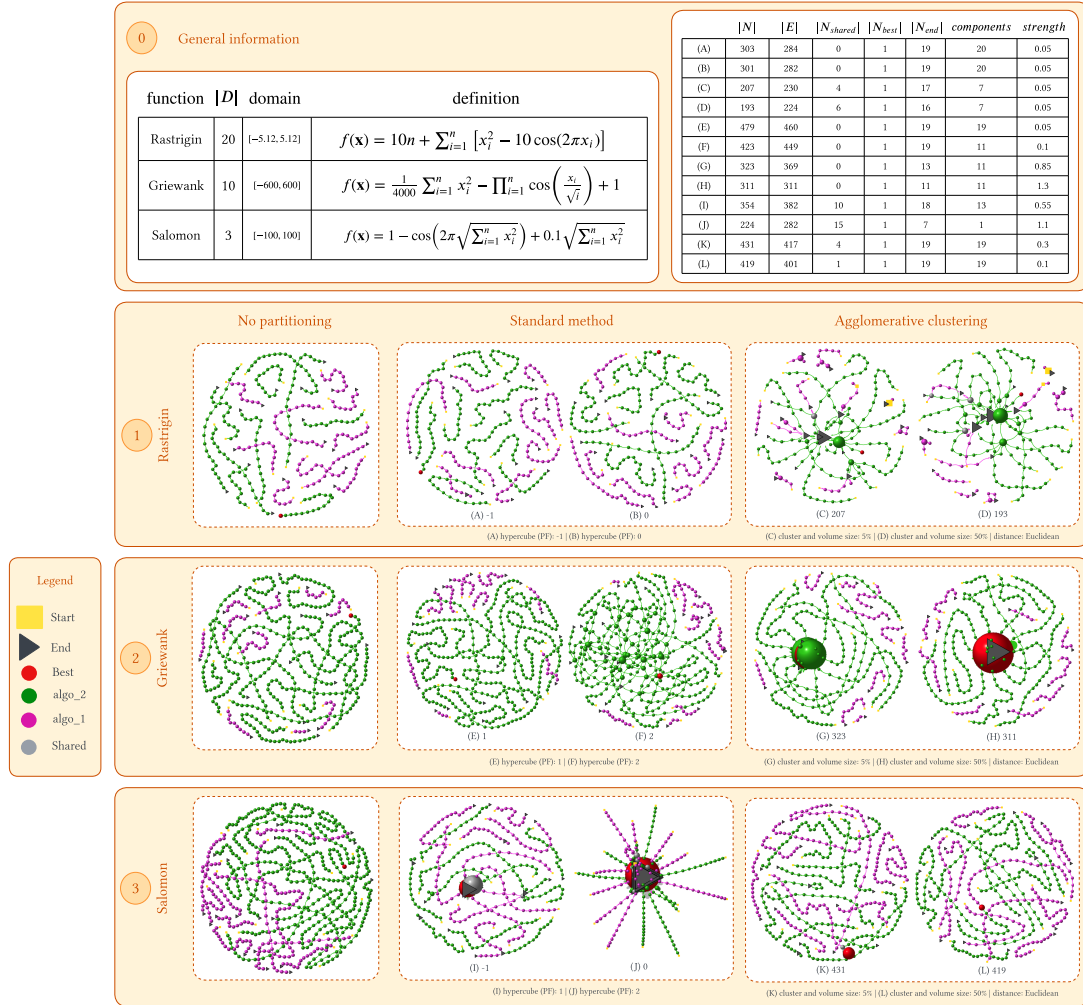 0 General information
function |D| domain definition
Rastrigin 20 [−5.12, 5.12] f(x) = 10n + ∑ⁿᵢ₌₁ [xᵢ² − 10 cos(2πxᵢ)]
Griewank 10 [−600, 600] f(x) = 1/4000 ∑ⁿᵢ₌₁ xᵢ² − ∏ⁿᵢ₌₁ cos(xᵢ/√i) + 1
Salomon 3 [−100, 100] f(x) = 1 − cos(2π√(∑ⁿᵢ₌₁ xᵢ²)) + 0.1√(∑ⁿᵢ₌₁ xᵢ²)
|N| |E| |N_shared| |N_best| |N_end| components strength
(A) 303 284 0 1 19 20 0.05
(B) 301 282 0 1 19 20 0.05
(C) 207 230 4 1 17 7 0.05
(D) 193 224 6 1 16 7 0.05
(E) 479 460 0 1 19 19 0.05
(F) 423 449 0 1 19 11 0.1
(G) 323 369 0 1 13 11 0.85
(H) 311 311 0 1 11 11 1.3
(I) 354 382 10 1 18 13 0.55
(J) 224 282 15 1 7 1 1.1
(K) 431 417 4 1 19 19 0.3
(L) 419 401 1 1 19 19 0.1
No partitioning Standard method Agglomerative clustering
1 Rastrigin
(A) -1 (B) 0 (C) 207 (D) 193
(A) hypercube (PF): -1 | (B) hypercube (PF): 0
(C) cluster and volume size: 5% | (D) cluster and volume size: 50% | distance: Euclidean
Legend
Start
End
Best
algo_2
algo_1
Shared
2 Griewank
(E) 1 (F) 2 (G) 323 (H) 311
(E) hypercube (PF): 1 | (F) hypercube (PF): 2
(G) cluster and volume size: 5% | (H) cluster and volume size: 50% | distance: Euclidean
3 Salomon
(I) -1 (J) 0 (K) 431 (L) 419
(I) hypercube (PF): 1 | (J) hypercube (PF): 2
(K) cluster and volume size: 5% | (L) cluster and volume size: 50% | distance: Euclidean